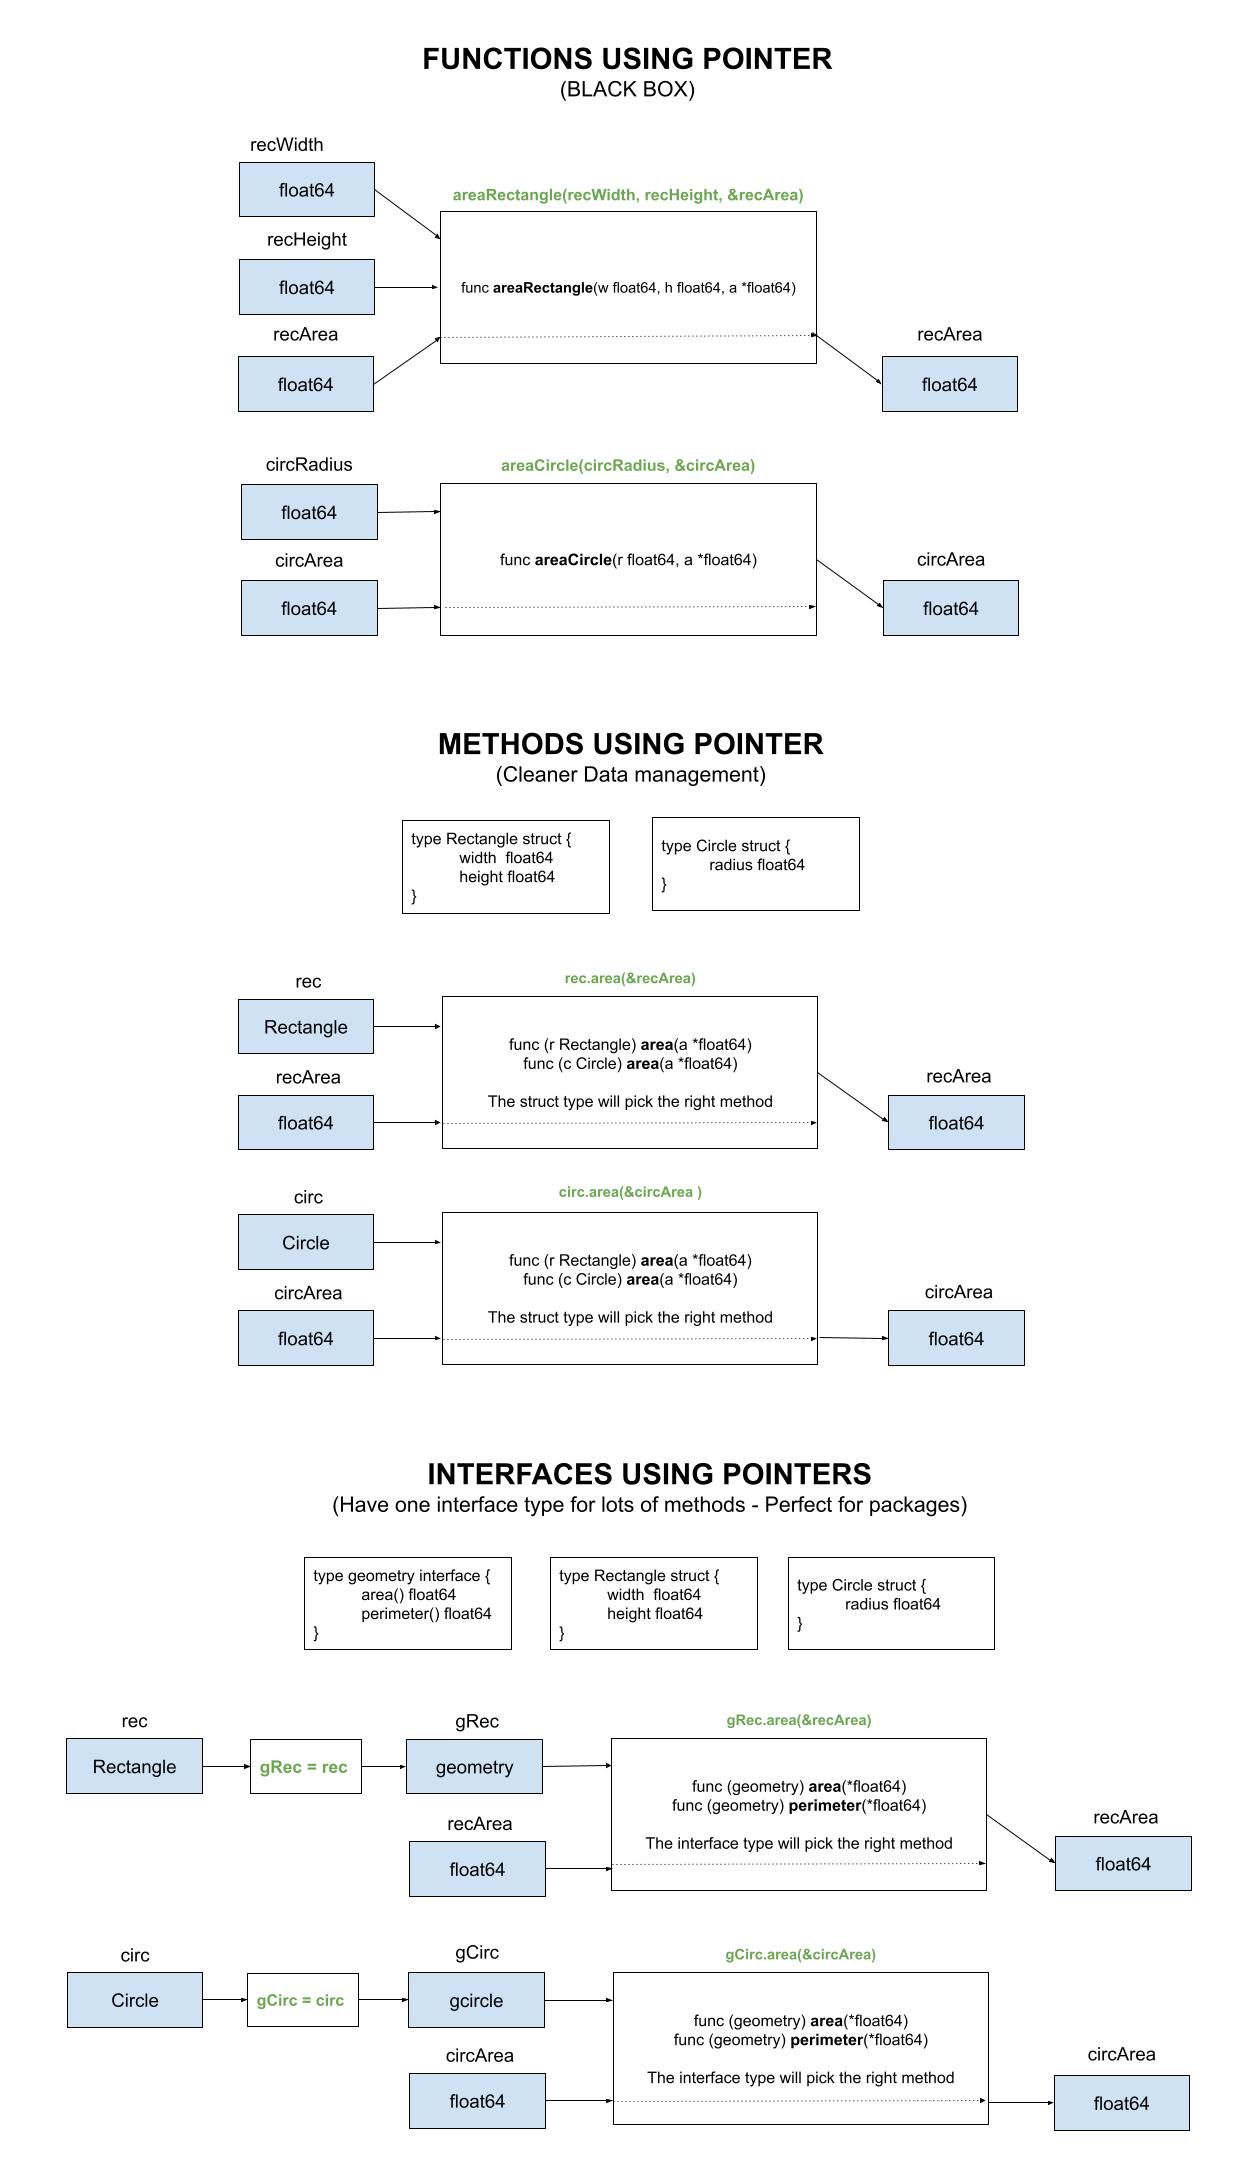 FUNCTIONS USING POINTER
(BLACK BOX)
recWidth
float64
areaRectangle(recWidth, recHeight, &recArea)
recHeight
float64
func areaRectangle(w float64, h float64, a *float64)
recArea
float64
recArea
float64
circRadius
float64
areaCircle(circRadius, &circArea)
circArea
float64
func areaCircle(r float64, a *float64)
circArea
float64
METHODS USING POINTER
(Cleaner Data management)
type Rectangle struct {
width  float64
height float64
}
type Circle struct {
radius float64
}
rec
Rectangle
rec.area(&recArea)
func (r Rectangle) area(a *float64)
func (c Circle) area(a *float64)
The struct type will pick the right method
recArea
float64
recArea
float64
circ
Circle
circ.area(&circArea )
func (r Rectangle) area(a *float64)
func (c Circle) area(a *float64)
The struct type will pick the right method
circArea
float64
circArea
float64
INTERFACES USING POINTERS
(Have one interface type for lots of methods - Perfect for packages)
type geometry interface {
area() float64
perimeter() float64
}
type Rectangle struct {
width  float64
height float64
}
type Circle struct {
radius float64
}
rec
Rectangle
gRec = rec
gRec
geometry
gRec.area(&recArea)
func (geometry) area(*float64)
func (geometry) perimeter(*float64)
The interface type will pick the right method
recArea
float64
recArea
float64
circ
Circle
gCirc = circ
gCirc
gcircle
gCirc.area(&circArea)
func (geometry) area(*float64)
func (geometry) perimeter(*float64)
The interface type will pick the right method
circArea
float64
circArea
float64